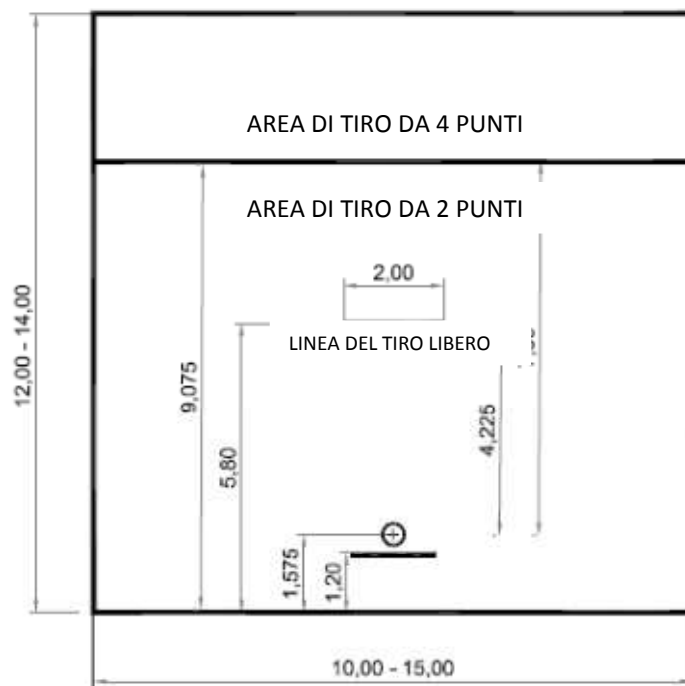 AREA DI TIRO DA 4 PUNTI
AREA DI TIRO DA 2 PUNTI
2,00
LINEA DEL TIRO LIBERO
12,00 - 14,00
9,075
5,80
4,225
1,575
1,20
10,00 - 15,00